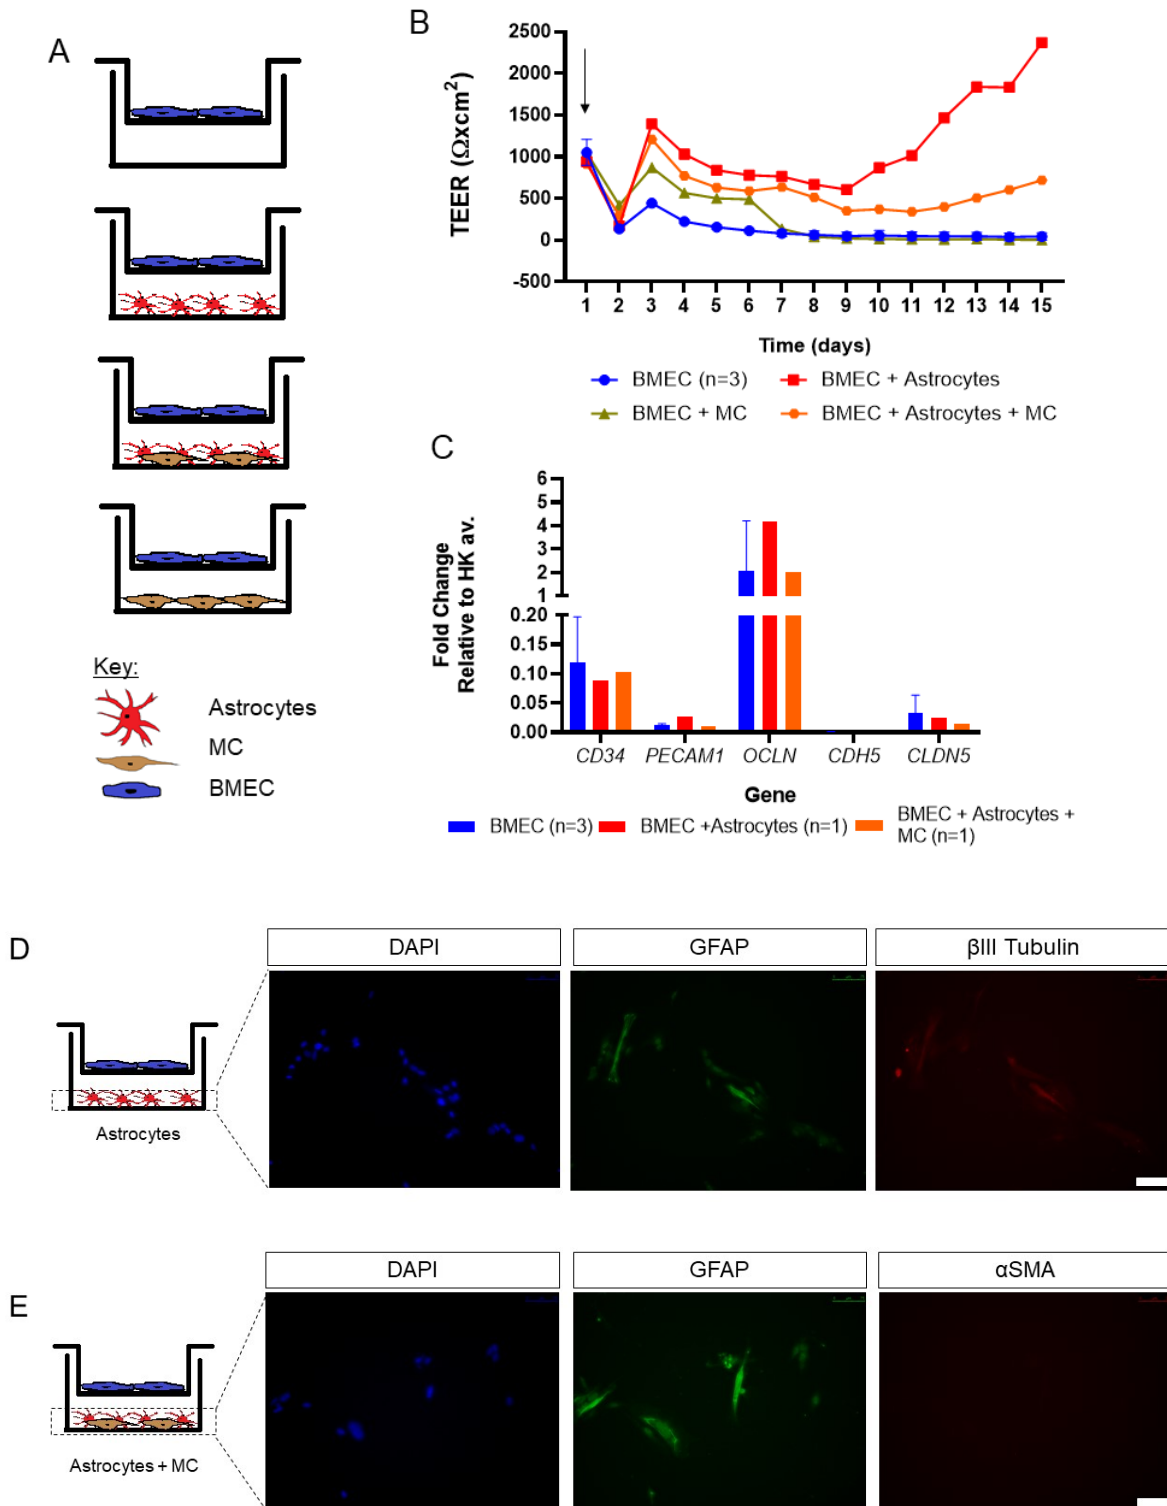 A
Key:
Astrocytes
MC
BMEC
B
TEER (Ωxcm²)
2500
2000
1500
1000
500
0
-500
1 2 3 4 5 6 7 8 9 10 11 12 13 14 15
Time (days)
BMEC (n=3)
BMEC + Astrocytes
BMEC + MC
BMEC + Astrocytes + MC
C
Fold Change
Relative to HK av.
6
5
4
3
2
1
0.20
0.15
0.10
0.05
0.00
CD34 PECAM1 OCLN CDH5 CLDN5
Gene
BMEC (n=3)
BMEC +Astrocytes (n=1)
BMEC + Astrocytes +
MC (n=1)
D
DAPI
GFAP
βIII Tubulin
Astrocytes
E
DAPI
GFAP
αSMA
Astrocytes + MC